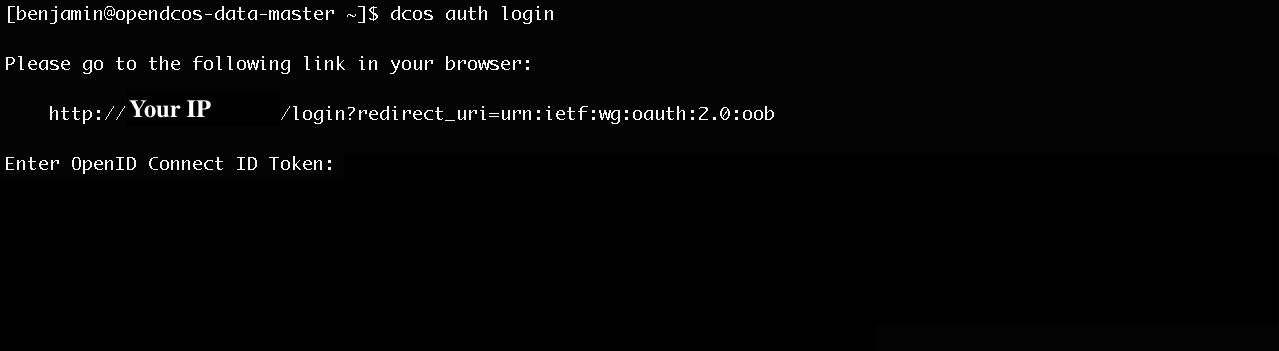 [benjamin@opendcos-data-master ~]$ dcos auth login
Please go to the following link in your browser:
http://Your IP /login?redirect_uri=urn:ietf:wg:oauth:2.0:oob
Enter OpenID Connect ID Token: